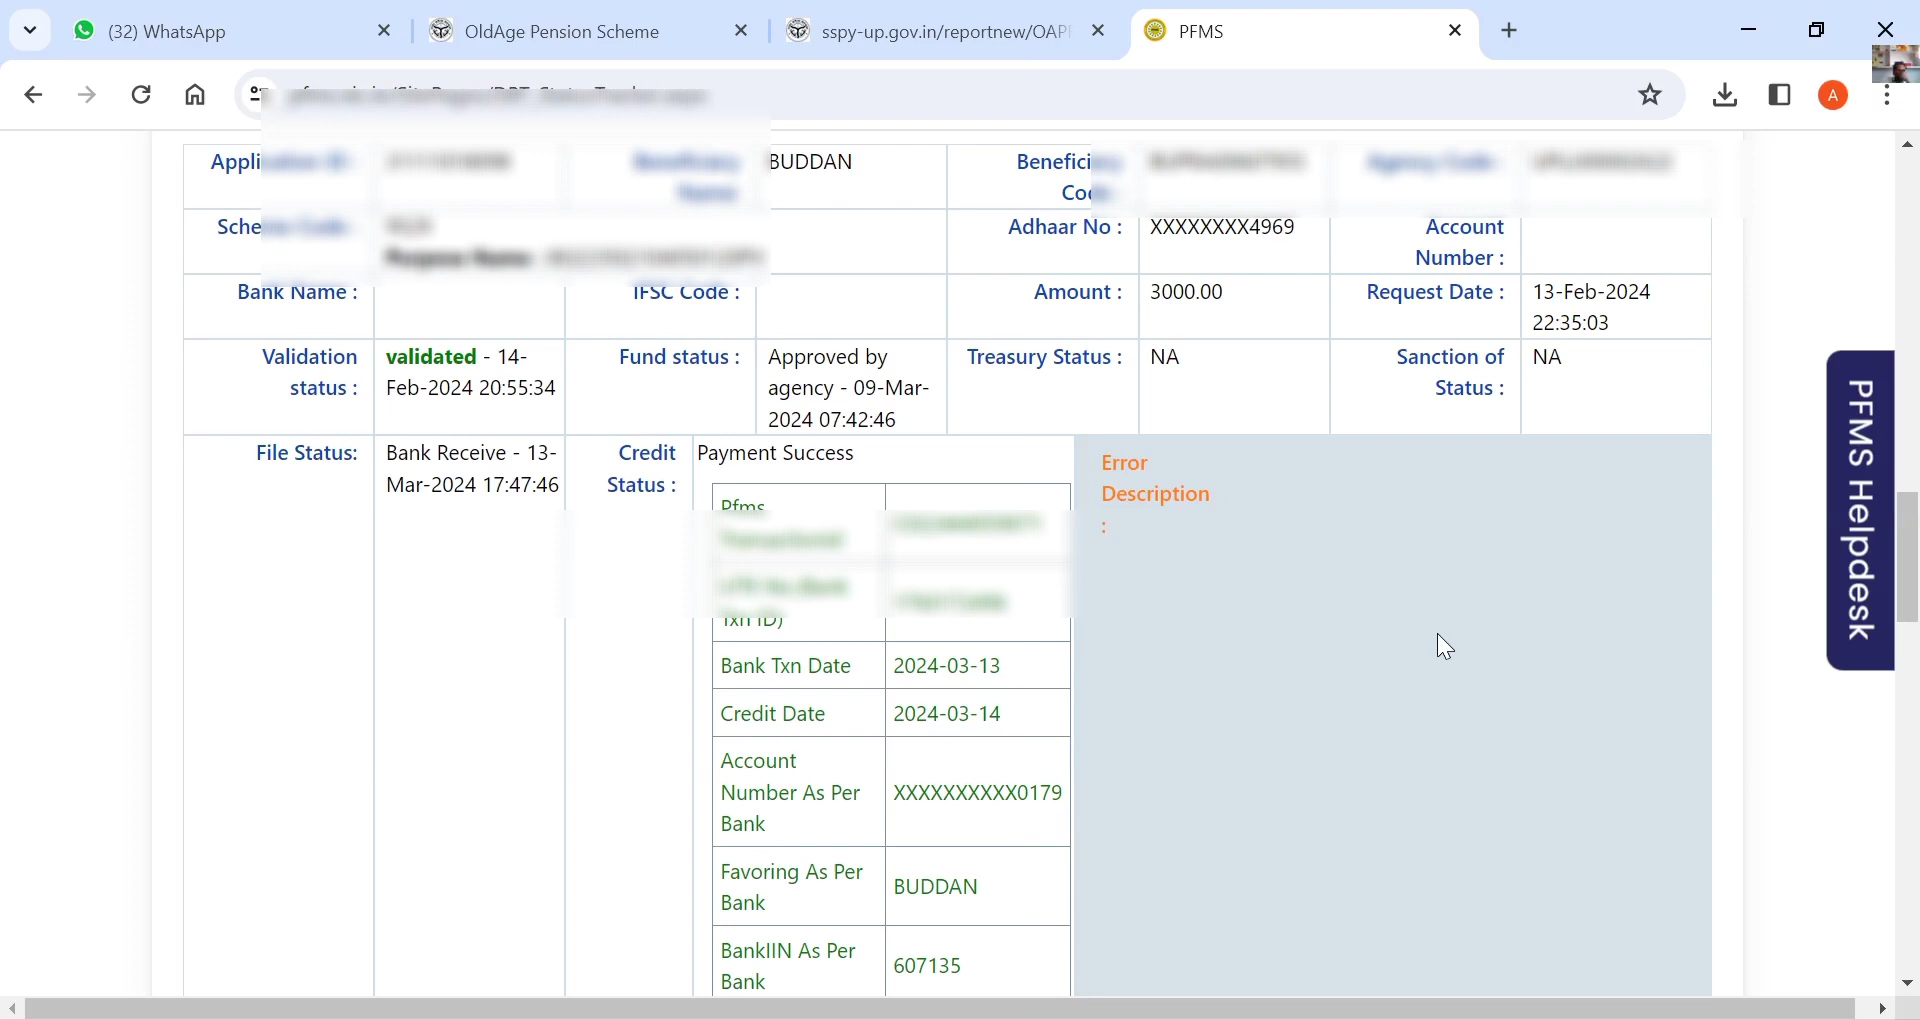 (32) WhatsApp
OldAge Pension Scheme
sspy-up.gov.in/reportnew/OAP
PFMS
A
BUDDAN
Adhaar No : XXXXXXXX4969
Account
Number :
Bank Name :
IFSC Code :
Amount : 3000.00
Request Date : 13-Feb-2024
22:35:03
Validation
status :
validated - 14-
Feb-2024 20:55:34
Fund status :
Approved by
agency - 09-Mar-
2024 07:42:46
Treasury Status : NA
Sanction of
Status :
NA
File Status:
Bank Receive - 13-
Mar-2024 17:47:46
Credit
Status :
Payment Success
Pfms
Txn ID)
Bank Txn Date 2024-03-13
Credit Date 2024-03-14
Account
Number As Per
Bank
XXXXXXXXXX0179
Favoring As Per
Bank
BUDDAN
BankIIN As Per
Bank
607135
Error
Description
:
PFMS Helpdesk